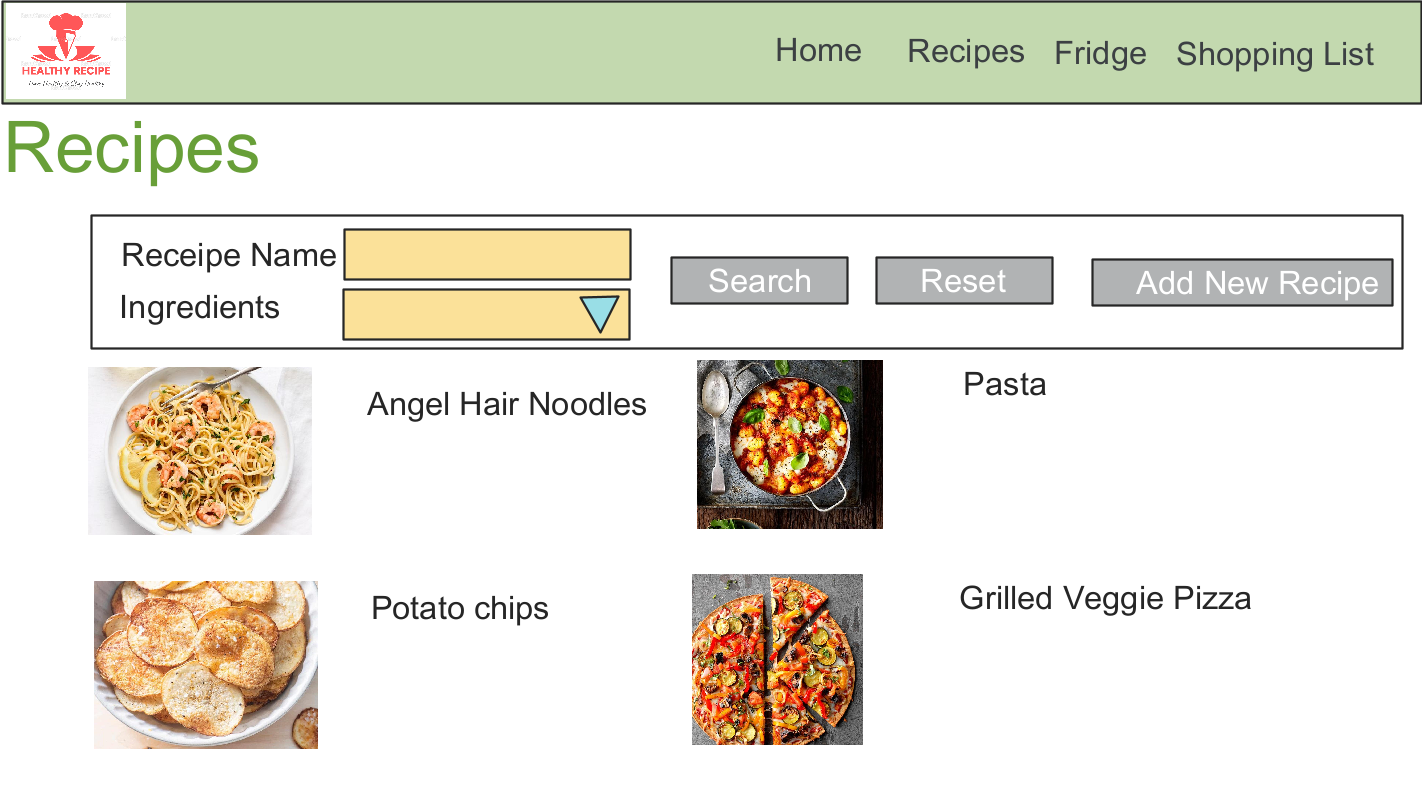 HEALTHY RECIPE
Home Recipes Fridge Shopping List
Recipes
Receipe Name
Ingredients
Search Reset Add New Recipe
Angel Hair Noodles
Pasta
Potato chips
Grilled Veggie Pizza